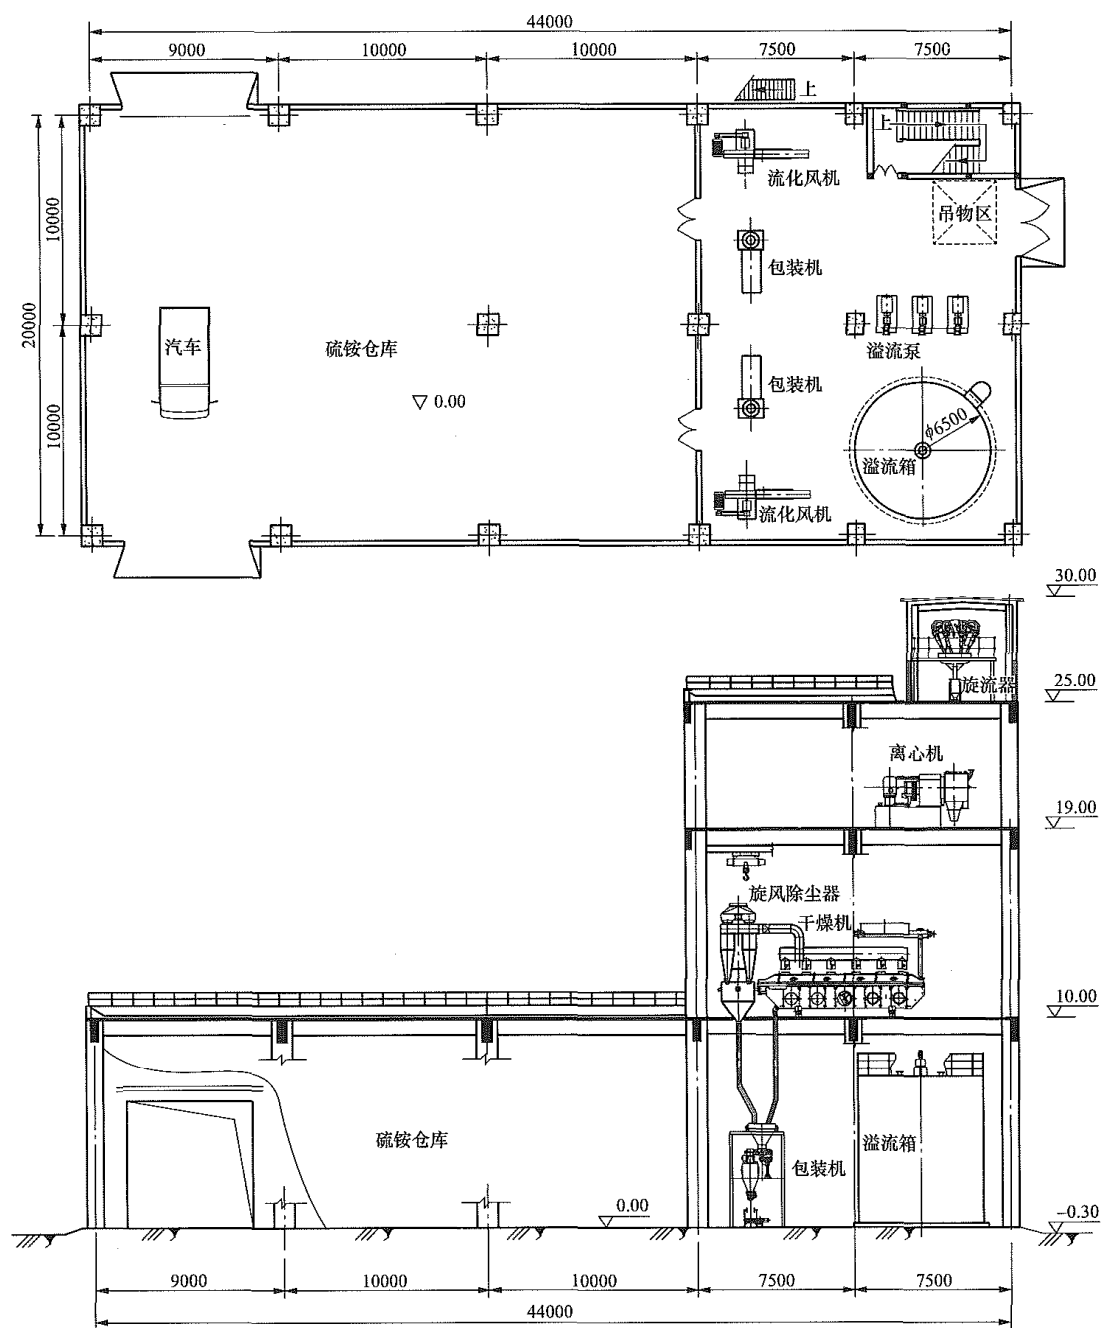 44000
9000
10000
10000
7500
7500
上
上
流化风机
吊物区
10000
20000
10000
包装机
汽车
硫铵仓库
溢流泵
包装机
0.00
ϕ6500
溢流箱
流化风机
30.00
旋流器
25.00
离心机
19.00
旋风除尘器
干燥机
10.00
硫铵仓库
溢流箱
包装机
0.00
−0.30
9000
10000
10000
7500
7500
44000